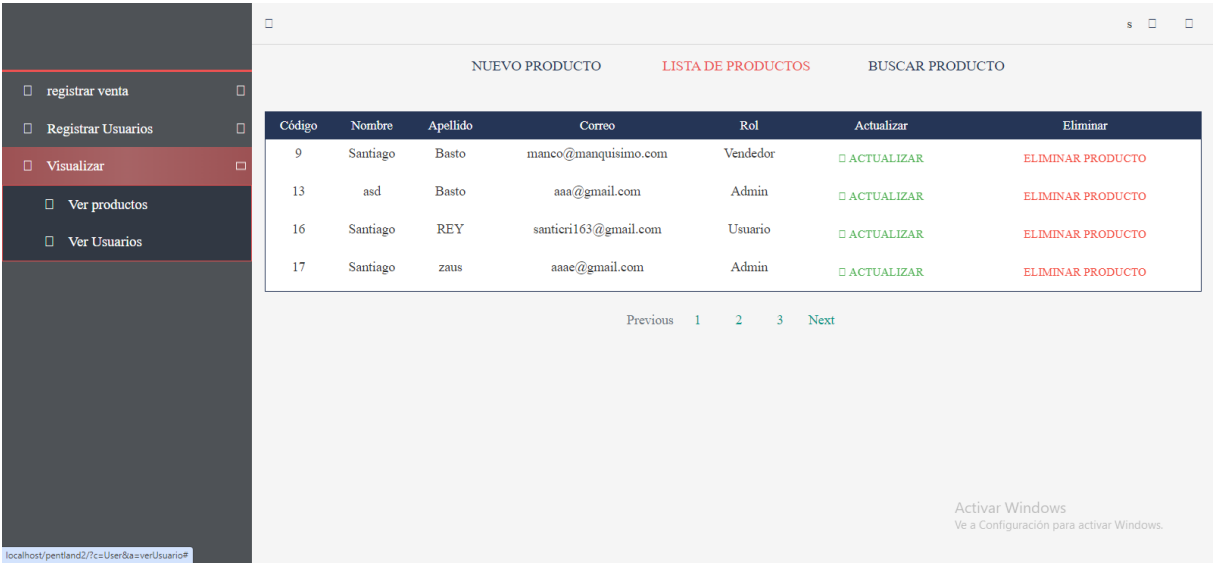 s
NUEVO PRODUCTO LISTA DE PRODUCTOS BUSCAR PRODUCTO
registrar venta
Registrar Usuarios
Visualizar
Ver productos
Ver Usuarios
Código Nombre Apellido Correo Rol Actualizar Eliminar
9 Santiago Basto manco@manquisimo.com Vendedor ACTUALIZAR ELIMINAR PRODUCTO
13 asd Basto aaa@gmail.com Admin ACTUALIZAR ELIMINAR PRODUCTO
16 Santiago REY santicri163@gmail.com Usuario ACTUALIZAR ELIMINAR PRODUCTO
17 Santiago zaus aaae@gmail.com Admin ACTUALIZAR ELIMINAR PRODUCTO
Previous 1 2 3 Next
Activar Windows
Ve a Configuración para activar Windows.
localhost/pentland2/?c=User&a=verUsuario#